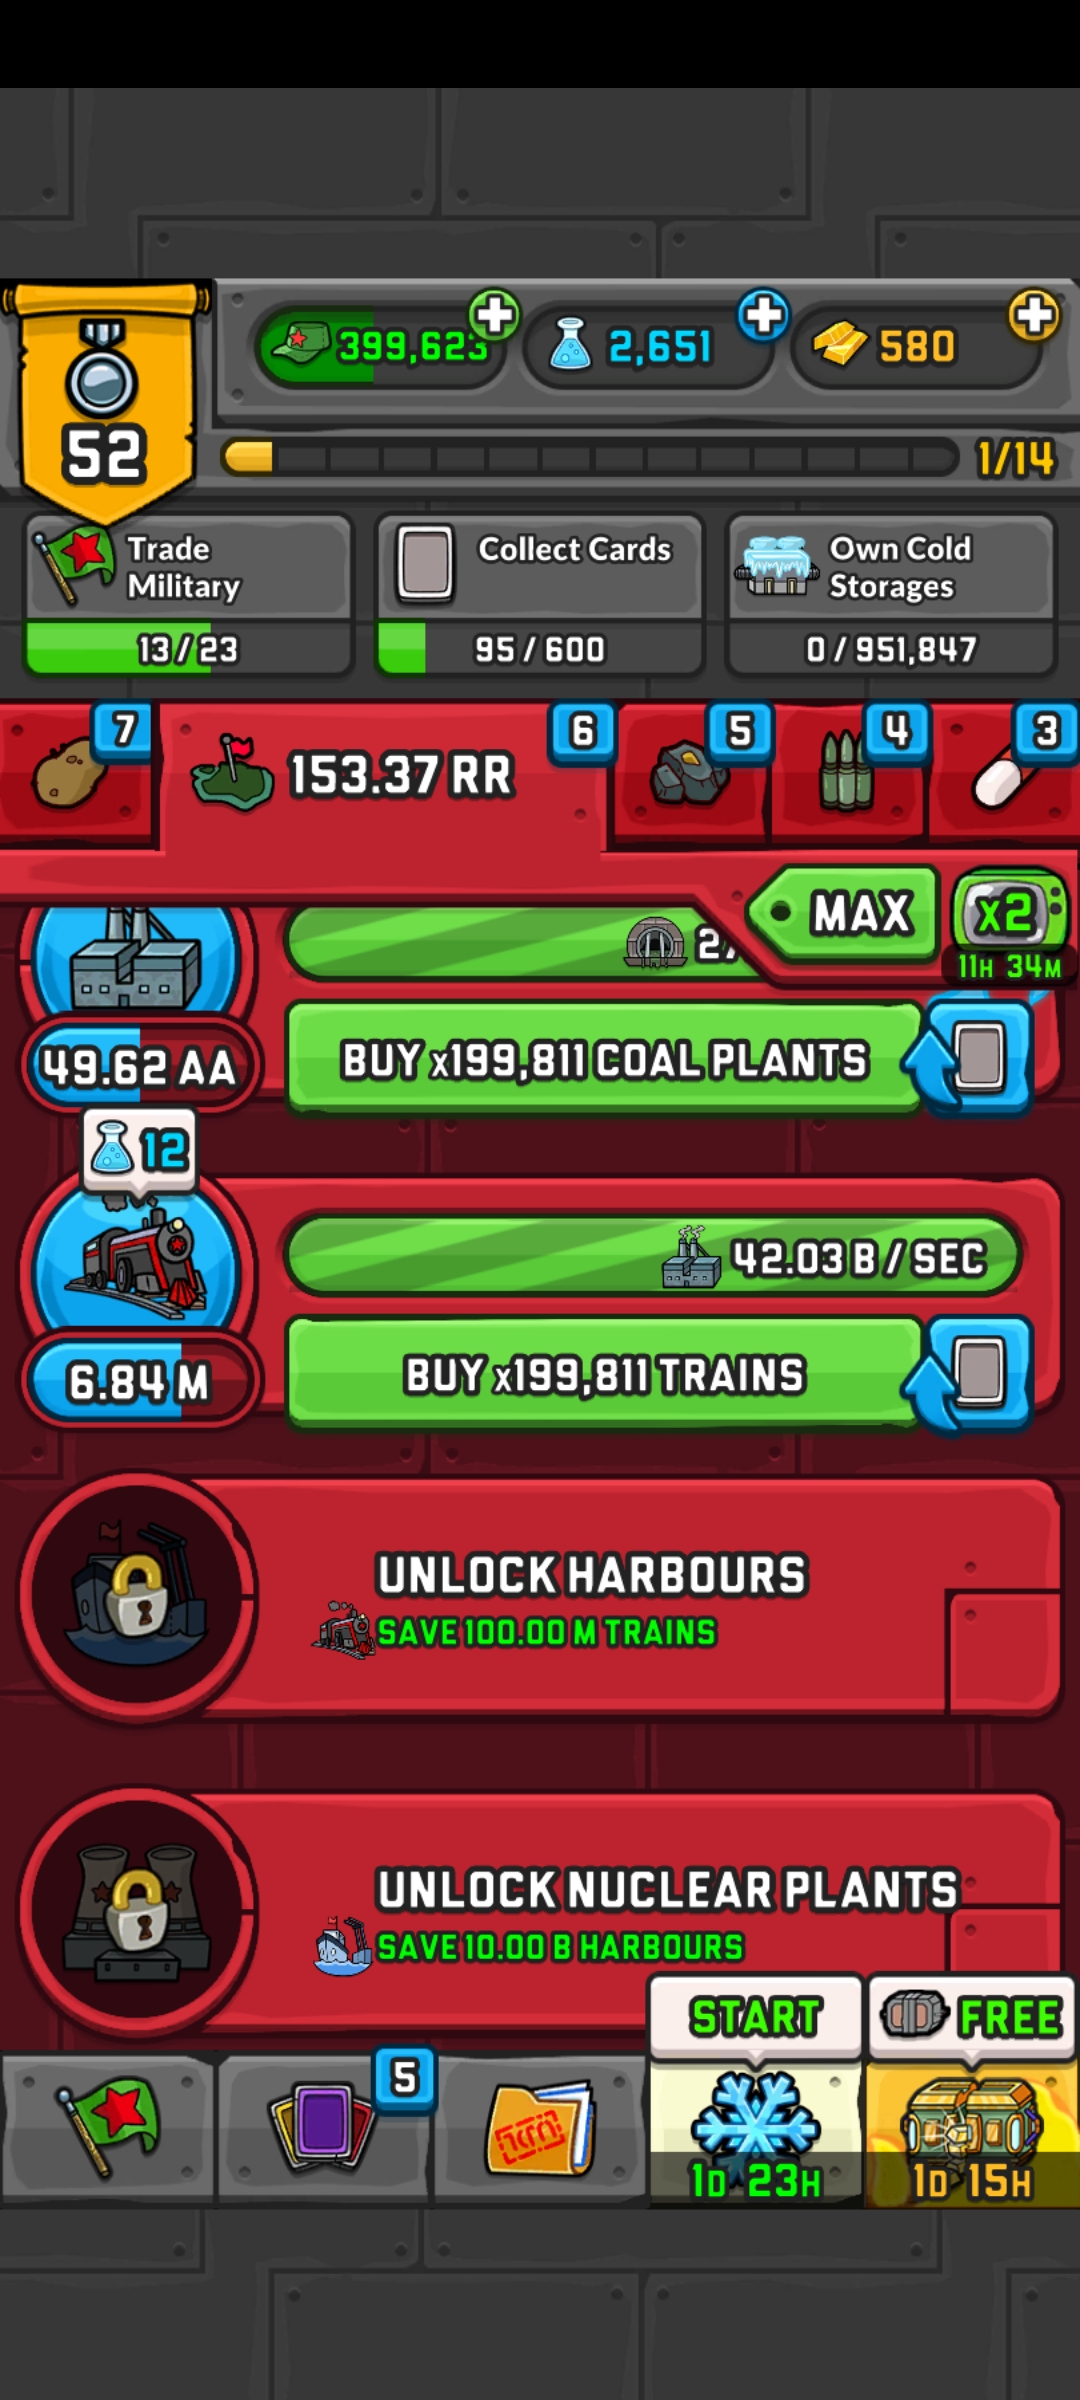 399,623
2,651
580
52
1/14
Trade
Military
Collect Cards
Own Cold
Storages
13/23
95/600
0/951,847
7
153.37 RR
6
5
4
3
MAX
x2
11H 34M
49.62 AA
BUY x199,811 COAL PLANTS
12
42.03 B / SEC
6.84 M
BUY x199,811 TRAINS
UNLOCK HARBOURS
SAVE 100.00 M TRAINS
UNLOCK NUCLEAR PLANTS
SAVE 10.00 B HARBOURS
START
FREE
5
1D 23H
1D 15H